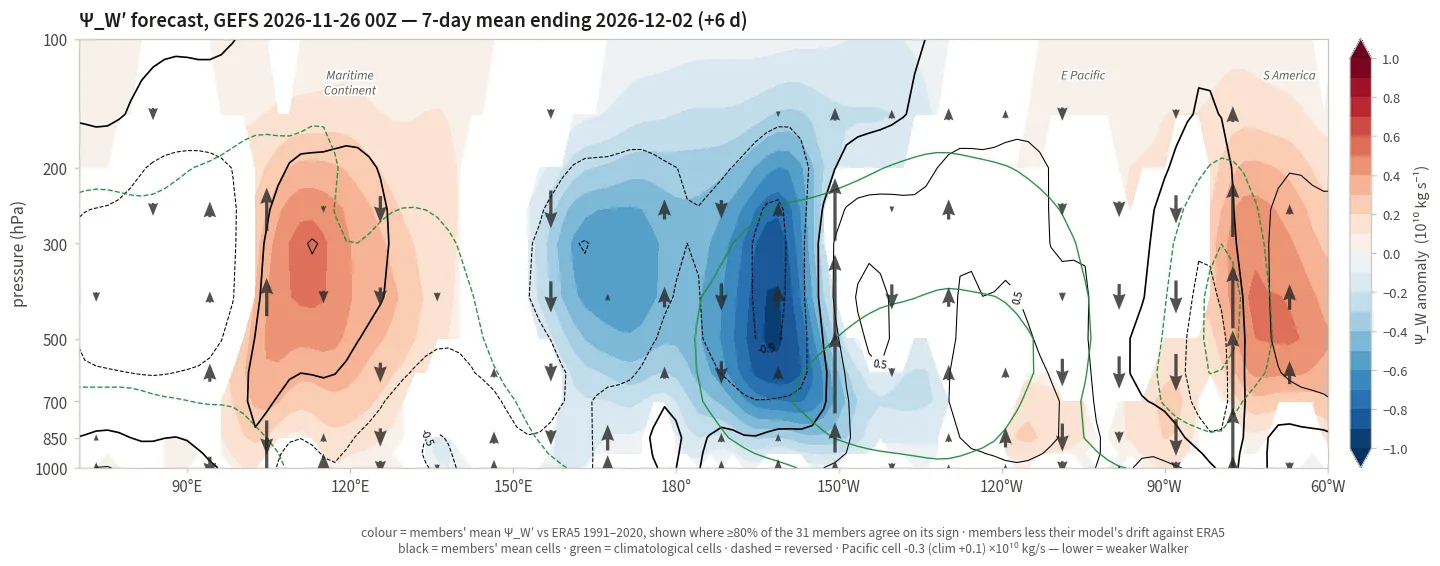 Ψ_W′ forecast, GEFS 2026-11-26 00Z — 7-day mean ending 2026-12-02 (+6 d)
100
200
300
500
700
850
1000
pressure (hPa)
Maritime
Continent
E Pacific
S America
0.5
0.5
-0.5
-0.5
90°E
120°E
150°E
180°
150°W
120°W
90°W
60°W
1.0
0.8
0.6
0.4
0.2
0.0
−0.2
−0.4
−0.6
−0.8
−1.0
Ψ_W anomaly (10¹⁰ kg s⁻¹)
colour = members' mean Ψ_W′ vs ERA5 1991–2020, shown where ≥80% of the 31 members agree on its sign · members less their model's drift against ERA5
black = members' mean cells · green = climatological cells · dashed = reversed · Pacific cell -0.3 (clim +0.1) ×10¹⁰ kg/s — lower = weaker Walker